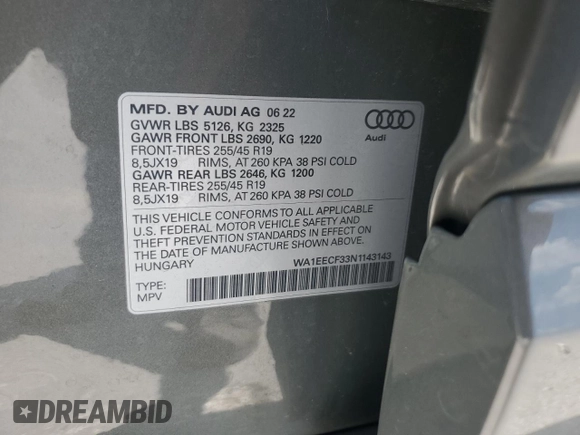 MFD. BY AUDI AG 06 22
GVWR LBS 5126, KG 2325
GAWR FRONT LBS 2690, KG 1220
FRONT-TIRES 255/45 R19
8,5JX19 RIMS, AT 260 KPA 38 PSI COLD
GAWR REAR LBS 2646, KG 1200
REAR-TIRES 255/45 R19
8,5JX19 RIMS, AT 260 KPA 38 PSI COLD
Audi
THIS VEHICLE CONFORMS TO ALL APPLICABLE
U.S. FEDERAL MOTOR VEHICLE SAFETY AND
THEFT PREVENTION STANDARDS IN EFFECT ON
THE DATE OF MANUFACTURE SHOWN ABOVE.
HUNGARY
WA1EECF33N1143143
TYPE:
MPV
DREAMBID